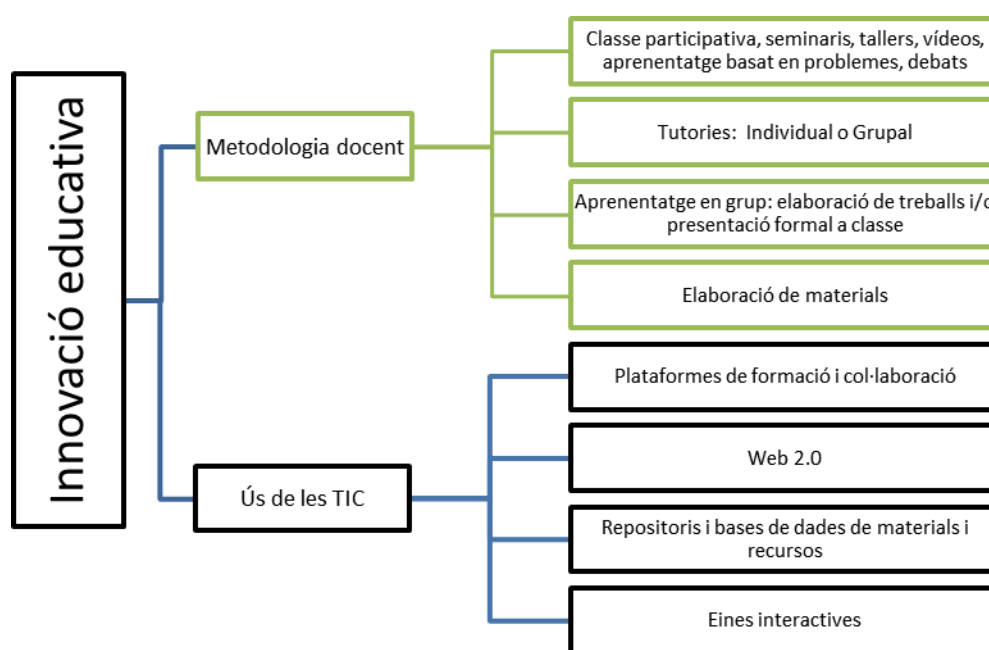 Innovació educativa
Metodologia docent
Classe participativa, seminaris, tallers, vídeos,
aprenentatge basat en problemes, debats
Tutories: Individual o Grupal
Aprenentatge en grup: elaboració de treballs i/o
presentació formal a classe
Elaboració de materials
Ús de les TIC
Plataformes de formació i col·laboració
Web 2.0
Repositoris i bases de dades de materials i
recursos
Eines interactives